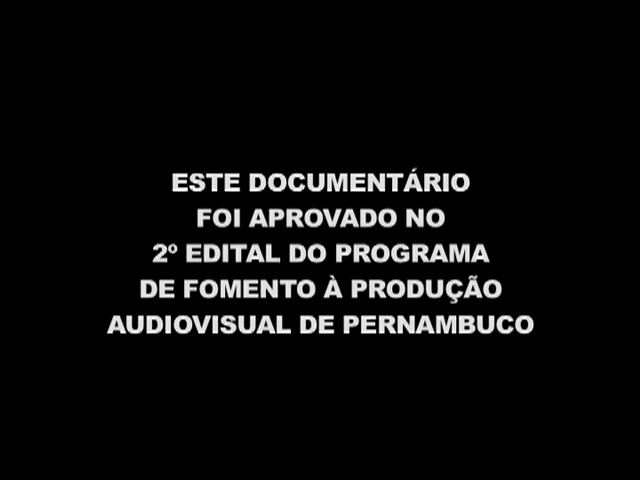 ESTE DOCUMENTÁRIO
FOI APROVADO NO
2º EDITAL DO PROGRAMA
DE FOMENTO À PRODUÇÃO
AUDIOVISUAL DE PERNAMBUCO